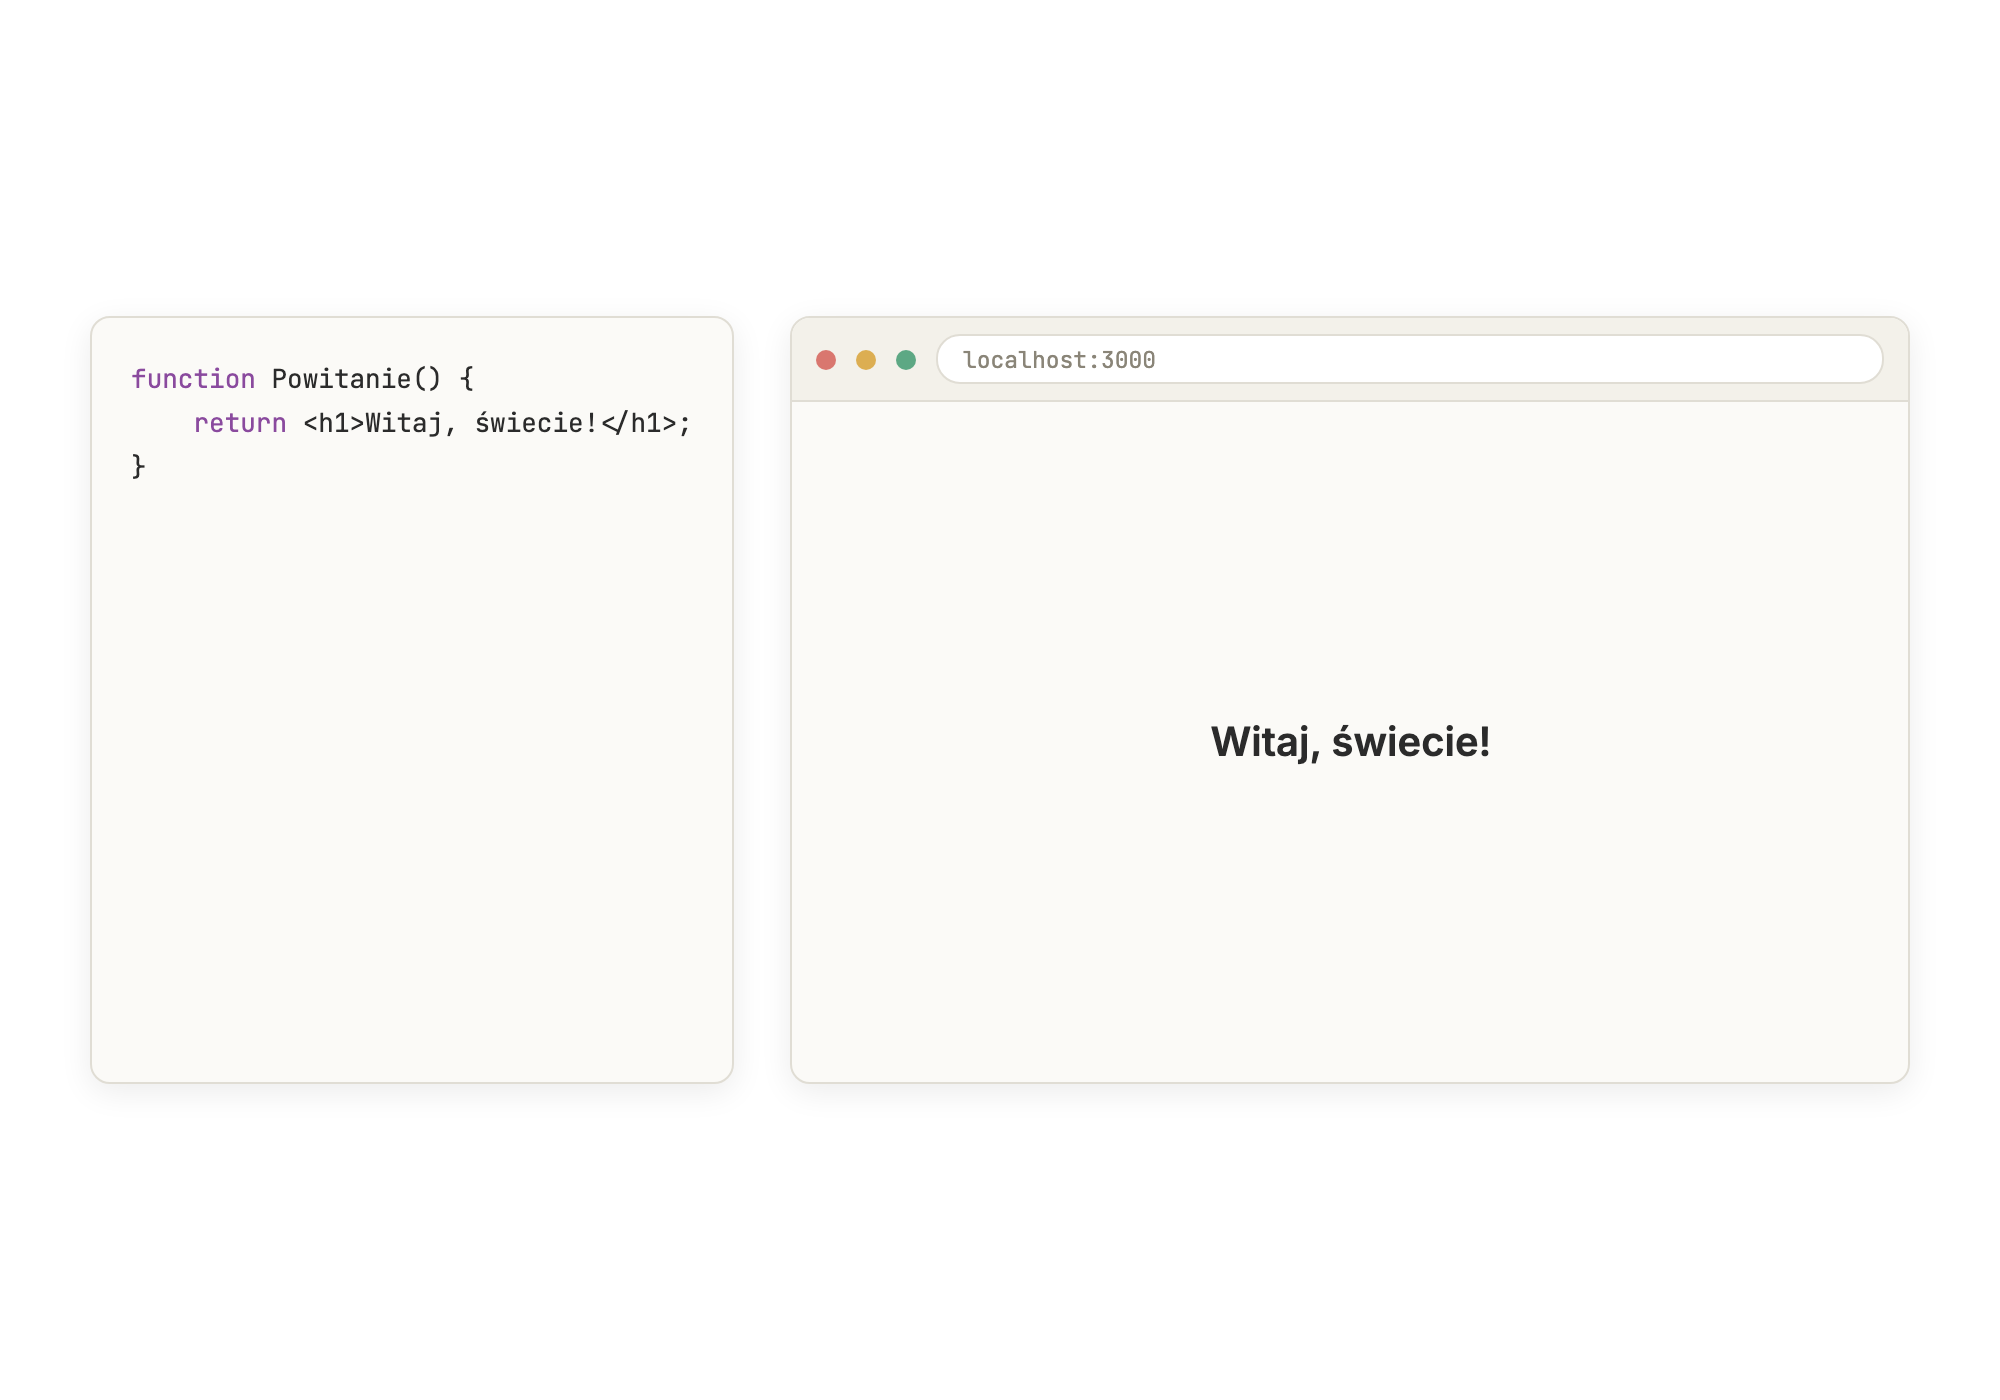 function Powitanie() {
    return <h1>Witaj, świecie!</h1>;
}
localhost:3000
Witaj, świecie!